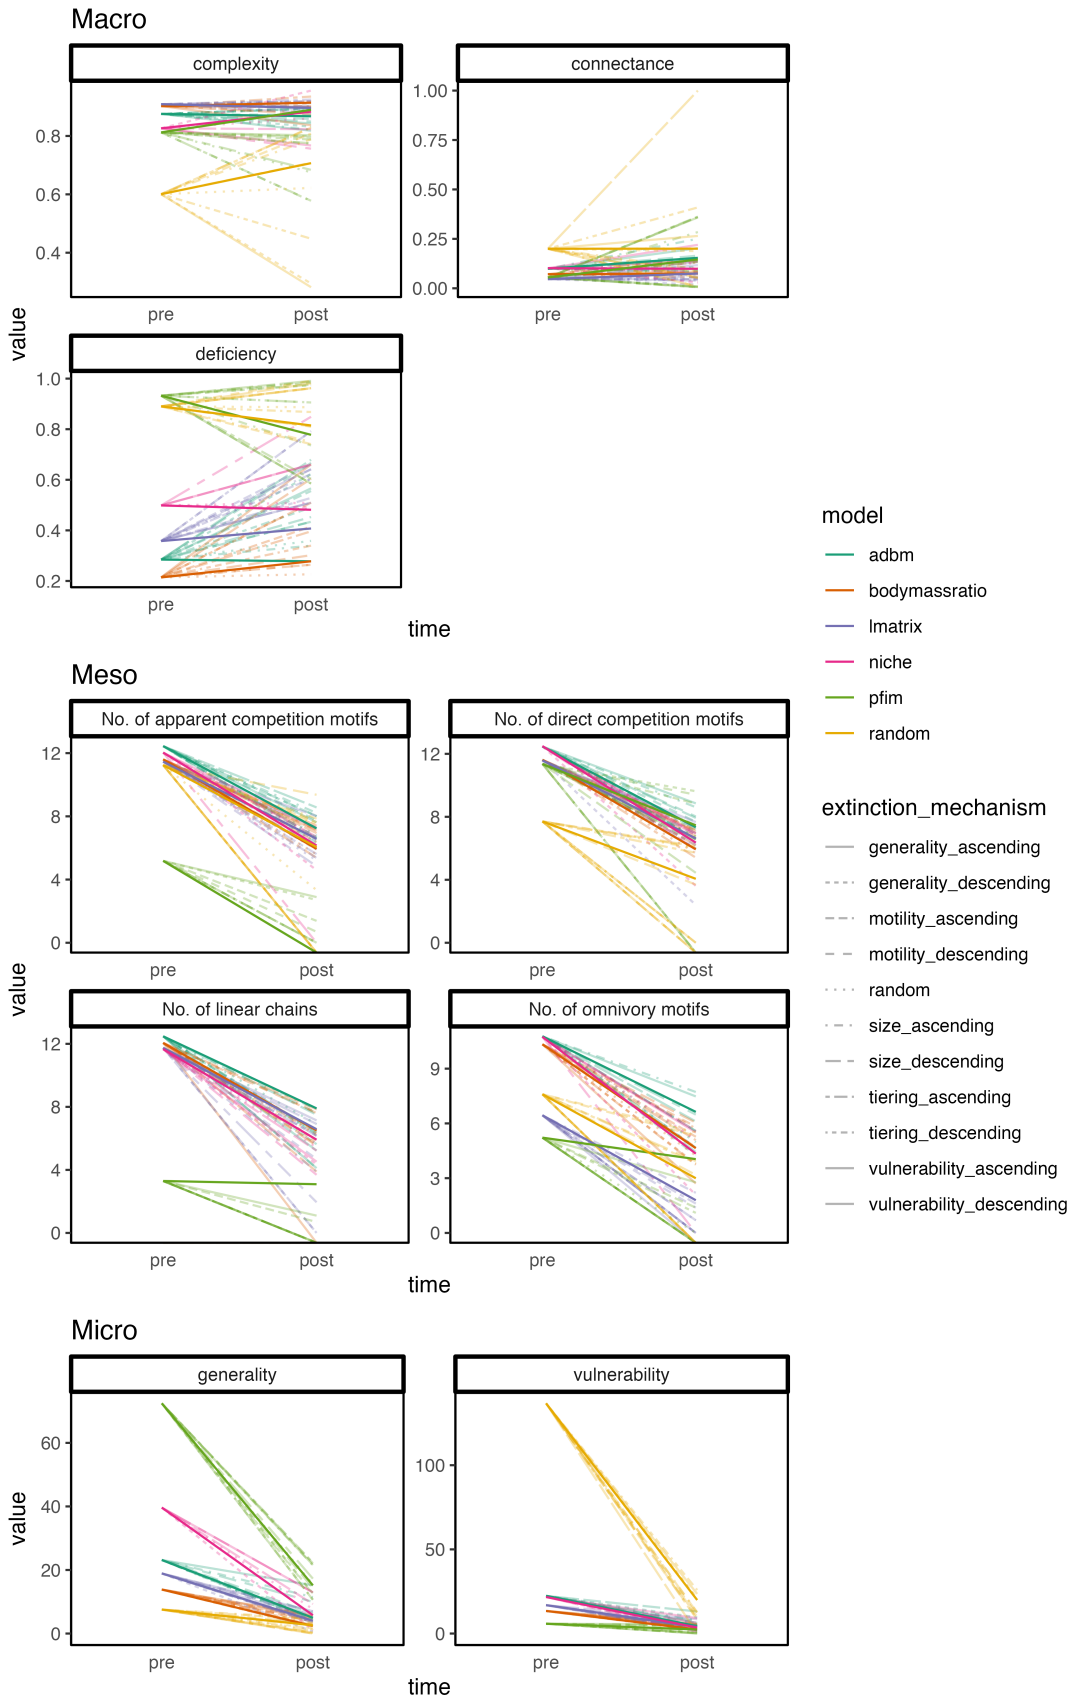 Macro
complexity
connectance
0.8
0.6
0.4
1.00
0.75
0.50
0.25
0.00
pre
post
pre
post
value
deficiency
1.0
0.8
0.6
0.4
0.2
pre
post
time
model
adbm
bodymassratio
lmatrix
niche
pfim
random
extinction_mechanism
generality_ascending
generality_descending
motility_ascending
motility_descending
random
size_ascending
size_descending
tiering_ascending
tiering_descending
vulnerability_ascending
vulnerability_descending
Meso
No. of apparent competition motifs
No. of direct competition motifs
12
8
4
0
12
8
4
0
pre
post
pre
post
value
No. of linear chains
No. of omnivory motifs
12
8
4
0
9
6
3
0
pre
post
pre
post
time
Micro
generality
vulnerability
60
40
20
0
100
50
0
value
pre
post
pre
post
time